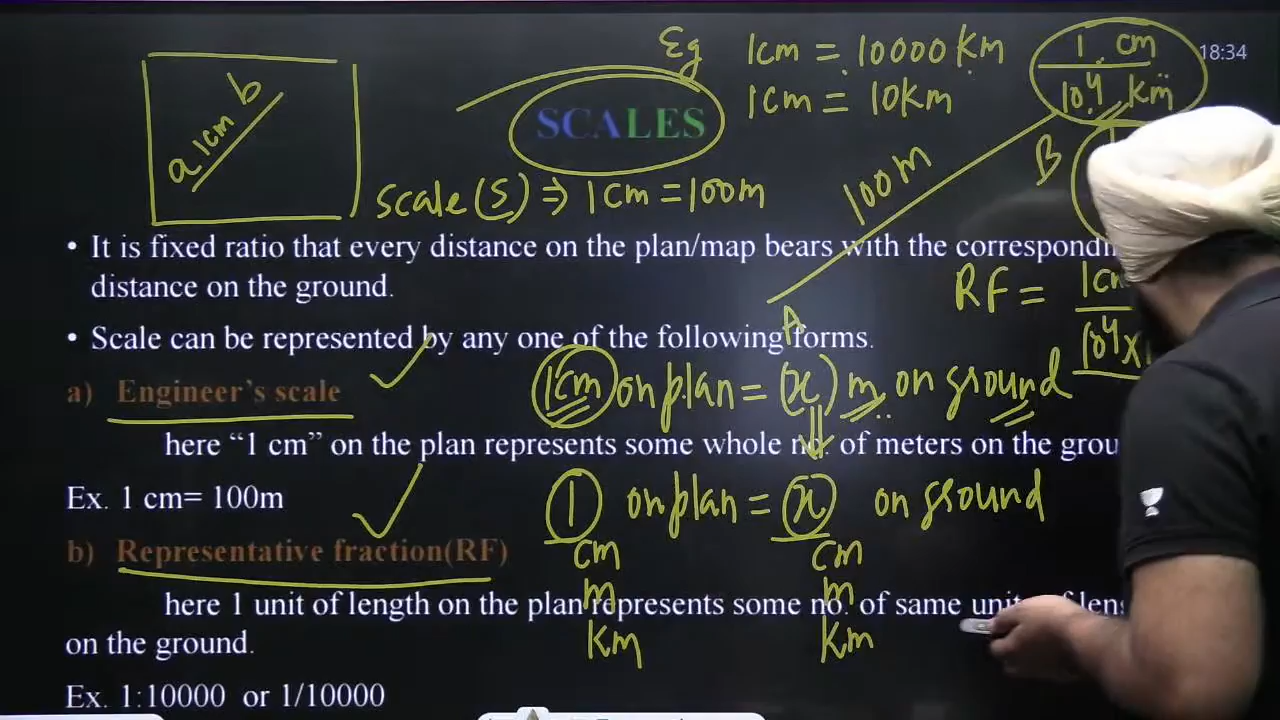 Eg 1cm = 10000 Km
1 cm
18:34
1cm = 10Km
10^4 Km
SCALES
a 1cm b
Scale(S) ⇒ 1cm = 100m
100m
B
• It is fixed ratio that every distance on the plan/map bears with the
distance on the ground.
RF = 
10^4 x
A
• Scale can be represented by any one of the following forms.
a) Engineer's scale
1cm on plan = (x) m on ground
here "1 cm" on the plan represents some whole no. of meters on the
Ex. 1 cm= 100m
1 on plan = x on ground
b) Representative fraction(RF)
cm cm
m m
Km Km
here 1 unit of length on the plan represents some no. of same
on the ground.
Ex. 1:10000 or 1/10000